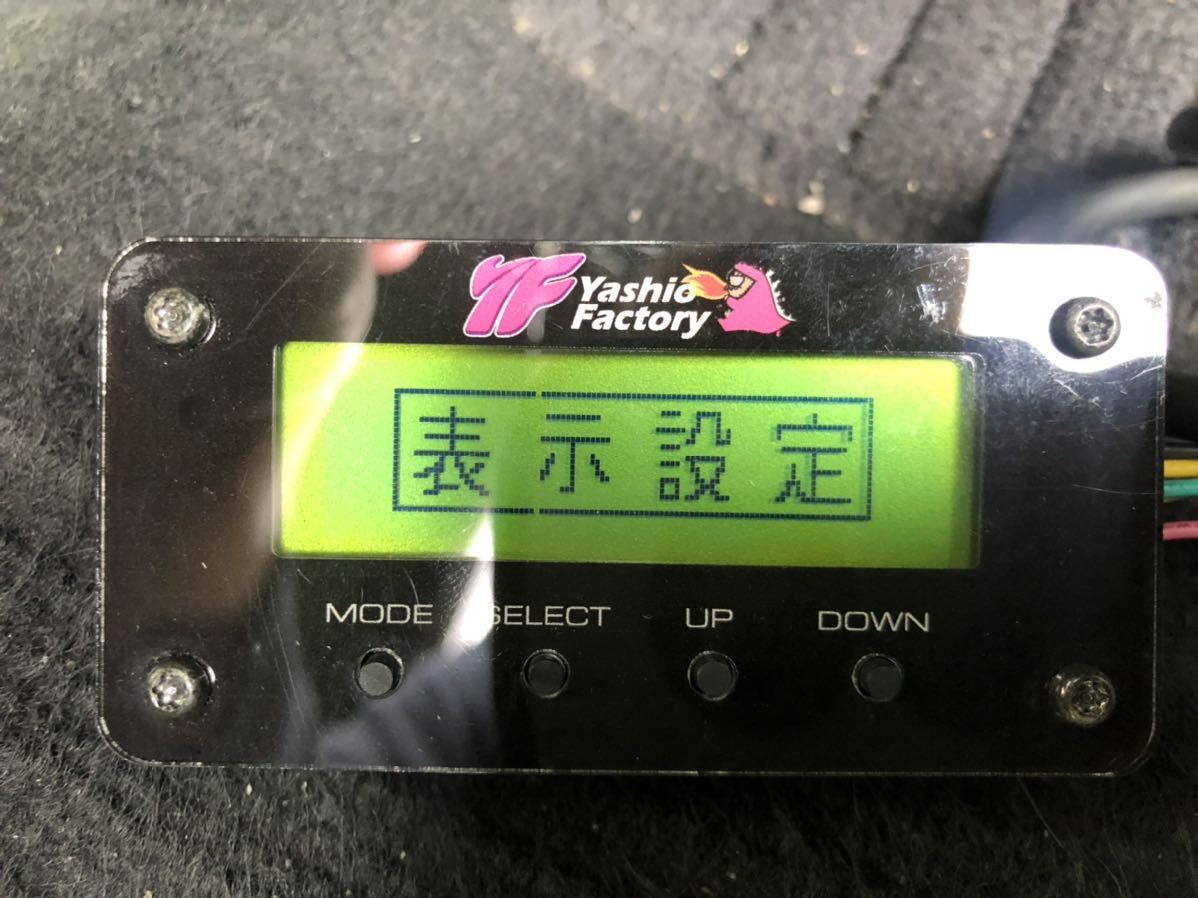 YF Yashio
Factory
表示設定
MODE SELECT UP DOWN